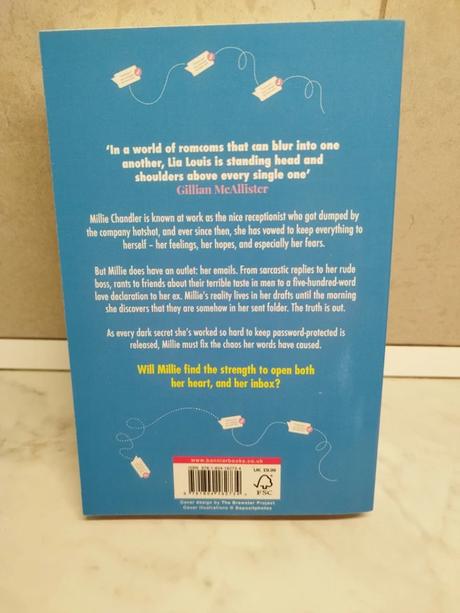 ‘In a world of romcoms that can blur into one
another, Lia Louis is standing head and
shoulders above every single one’
Gillian McAllister
Millie Chandler is known at work as the nice receptionist who got dumped by
the company hotshot, and ever since then, she has vowed to keep everything to
herself – her feelings, her hopes, and especially her fears.
But Millie does have an outlet: her emails. From sarcastic replies to her rude
boss, rants to friends about their terrible taste in men to a five-hundred-word
love declaration to her ex. Millie's reality lives in her drafts until the morning
she discovers that they are somehow in her sent folder. The truth is out.
As every dark secret she's worked so hard to keep password-protected is
released, Millie must fix the chaos her words have caused.
Will Millie find the strength to open both
her heart, and her inbox?
www.bonnierbooks.co.uk
UK £9.99
FSC
Cover design by The Brewster Project
Cover illustrations © Depositphotos